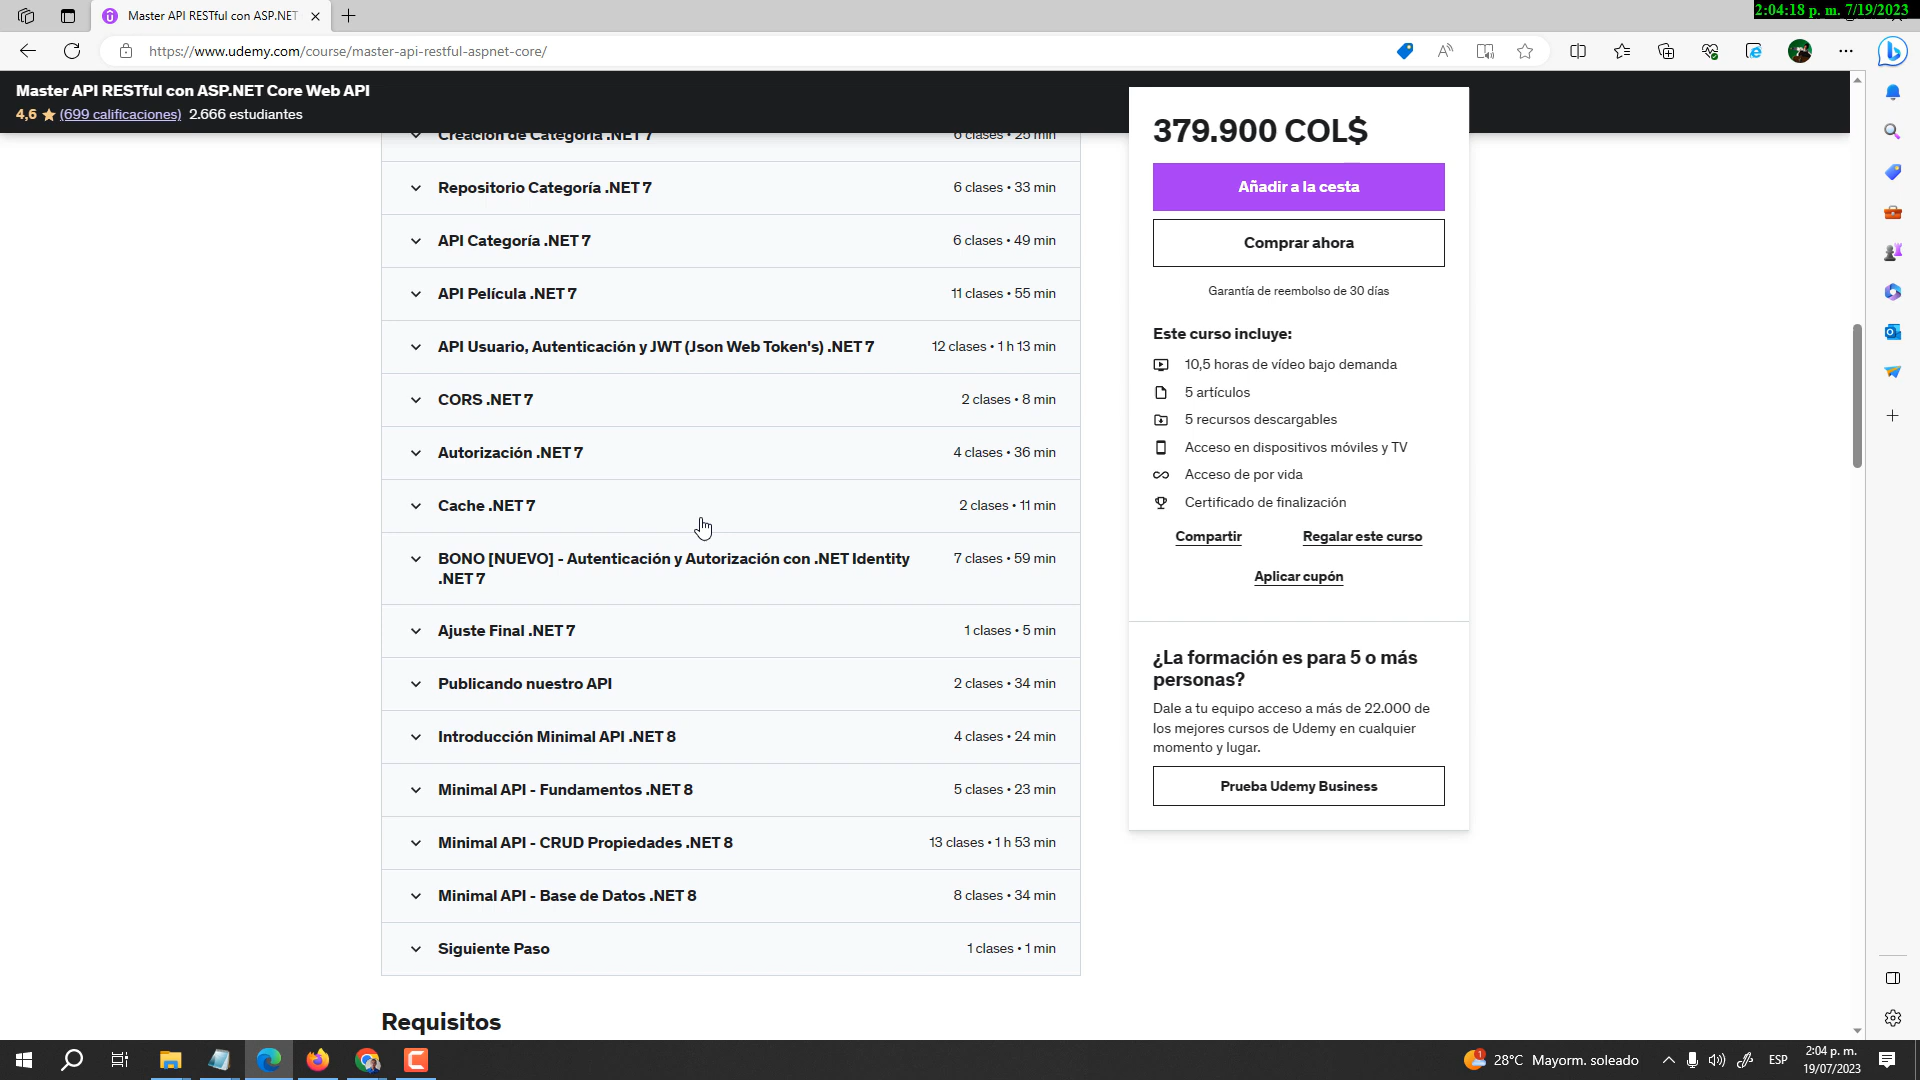 Master API RESTful con ASP.NET
2:04:18 p. m. 7/19/2023
https://www.udemy.com/course/master-api-restful-aspnet-core/
Master API RESTful con ASP.NET Core Web API
4,6 ★ (699 calificaciones) 2.666 estudiantes
Creación de Categoría .NET 7 6 clases • 25 min
Repositorio Categoría .NET 7 6 clases • 33 min
API Categoría .NET 7 6 clases • 49 min
API Película .NET 7 11 clases • 55 min
API Usuario, Autenticación y JWT (Json Web Token's) .NET 7 12 clases • 1 h 13 min
CORS .NET 7 2 clases • 8 min
Autorización .NET 7 4 clases • 36 min
Cache .NET 7 2 clases • 11 min
BONO [NUEVO] - Autenticación y Autorización con .NET Identity 7 clases • 59 min
.NET 7
Ajuste Final .NET 7 1 clases • 5 min
Publicando nuestro API 2 clases • 34 min
Introducción Minimal API .NET 8 4 clases • 24 min
Minimal API - Fundamentos .NET 8 5 clases • 23 min
Minimal API - CRUD Propiedades .NET 8 13 clases • 1 h 53 min
Minimal API - Base de Datos .NET 8 8 clases • 34 min
Siguiente Paso 1 clases • 1 min
Requisitos
379.900 COL$
Añadir a la cesta
Comprar ahora
Garantía de reembolso de 30 días
Este curso incluye:
10,5 horas de vídeo bajo demanda
5 artículos
5 recursos descargables
Acceso en dispositivos móviles y TV
Acceso de por vida
Certificado de finalización
Compartir Regalar este curso
Aplicar cupón
¿La formación es para 5 o más
personas?
Dale a tu equipo acceso a más de 22.000 de
los mejores cursos de Udemy en cualquier
momento y lugar.
Prueba Udemy Business
28°C Mayorm. soleado
ESP
2:04 p. m.
19/07/2023